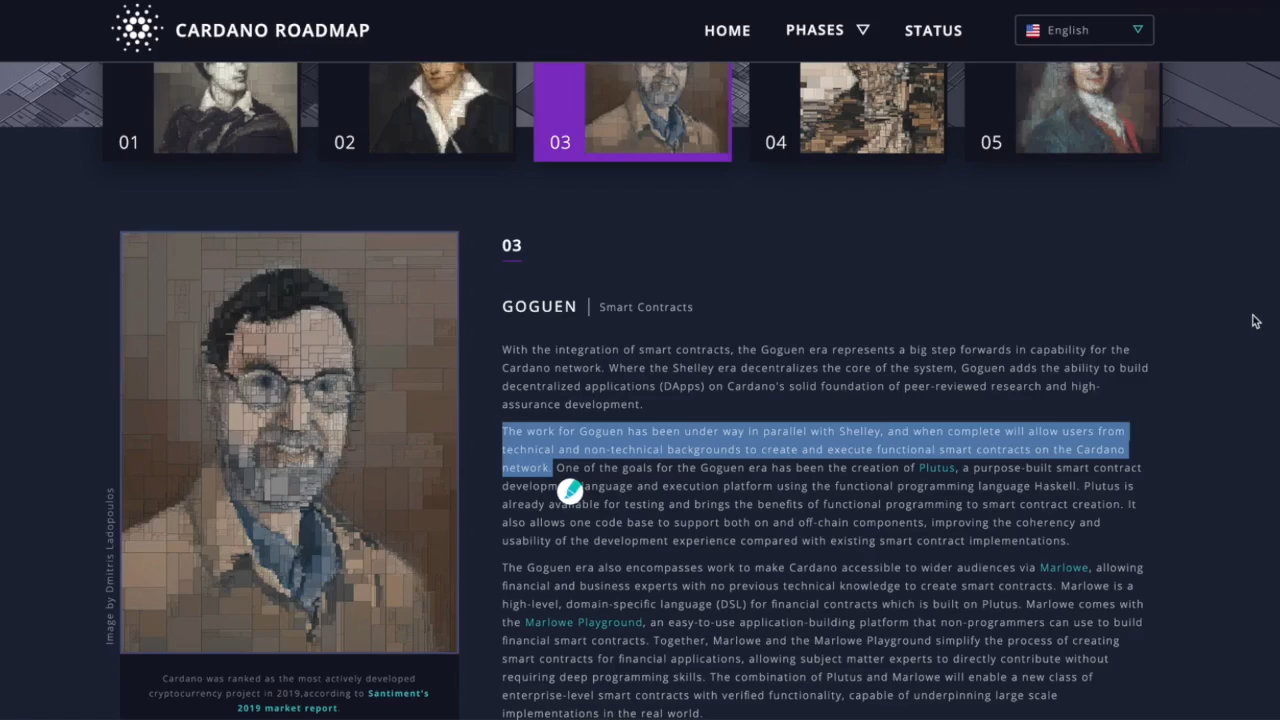 CARDANO ROADMAP
HOME
PHASES
STATUS
English
01
02
03
04
05
03
GOGUEN
Smart Contracts
With the integration of smart contracts, the Goguen era represents a big step forwards in capability for the
Cardano network. Where the Shelley era decentralizes the core of the system, Goguen adds the ability to build
decentralized applications (DApps) on Cardano's solid foundation of peer-reviewed research and high-
assurance development.
The work for Goguen has been under way in parallel with Shelley, and when complete will allow users from
technical and non-technical backgrounds to create and execute functional smart contracts on the Cardano
network. One of the goals for the Goguen era has been the creation of Plutus, a purpose-built smart contract
developm language and execution platform using the functional programming language Haskell. Plutus is
already available for testing and brings the benefits of functional programming to smart contract creation. It
also allows one code base to support both on and off-chain components, improving the coherency and
usability of the development experience compared with existing smart contract implementations.
The Goguen era also encompasses work to make Cardano accessible to wider audiences via Marlowe, allowing
financial and business experts with no previous technical knowledge to create smart contracts. Marlowe is a
high-level, domain-specific language (DSL) for financial contracts which is built on Plutus. Marlowe comes with
the Marlowe Playground, an easy-to-use application-building platform that non-programmers can use to build
financial smart contracts. Together, Marlowe and the Marlowe Playground simplify the process of creating
smart contracts for financial applications, allowing subject matter experts to directly contribute without
requiring deep programming skills. The combination of Plutus and Marlowe will enable a new class of
enterprise-level smart contracts with verified functionality, capable of underpinning large scale
implementations in the real world.
Image by Dmitris Ladopoulos
Cardano was ranked as the most actively developed
cryptocurrency project in 2019,according to Santiment's
2019 market report.